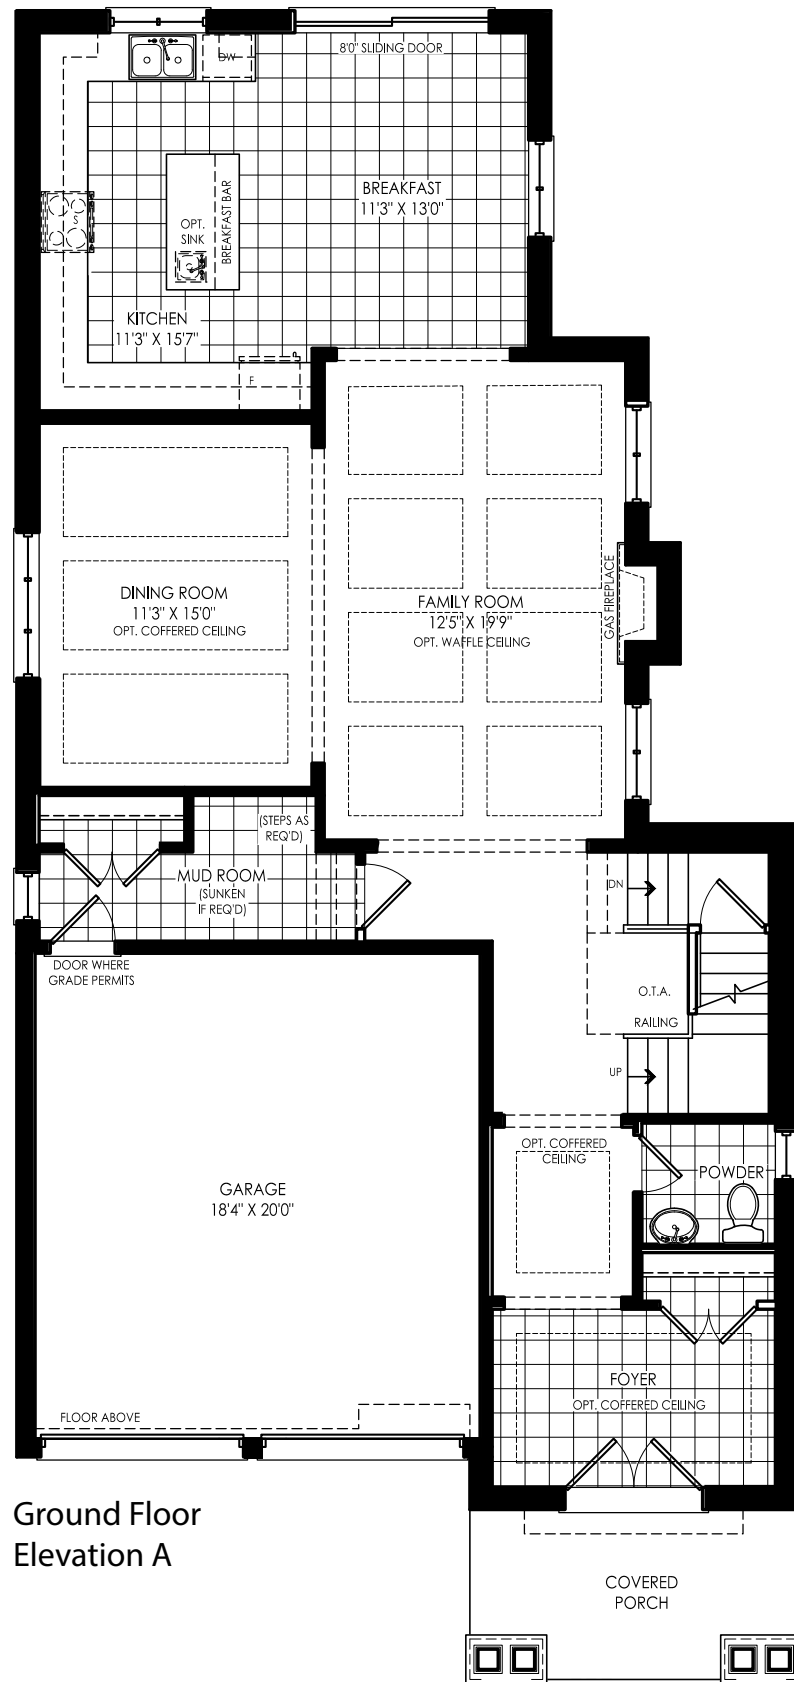 8'0" SLIDING DOOR
DW
BREAKFAST
11'3" X 13'0"
S
OPT.
SINK
BREAKFAST BAR
KITCHEN
11'3" X 15'7"
F
DINING ROOM
11'3" X 15'0"
OPT. COFFERED CEILING
FAMILY ROOM
12'5" X 19'9"
OPT. WAFFLE CEILING
GAS FIREPLACE
(STEPS AS
REQ'D)
MUD ROOM
(SUNKEN
IF REQ'D)
DN
DOOR WHERE
GRADE PERMITS
O.T.A.
RAILING
UP
OPT. COFFERED
CEILING
POWDER
GARAGE
18'4" X 20'0"
FOYER
OPT. COFFERED CEILING
FLOOR ABOVE
Ground Floor
Elevation A
COVERED
PORCH